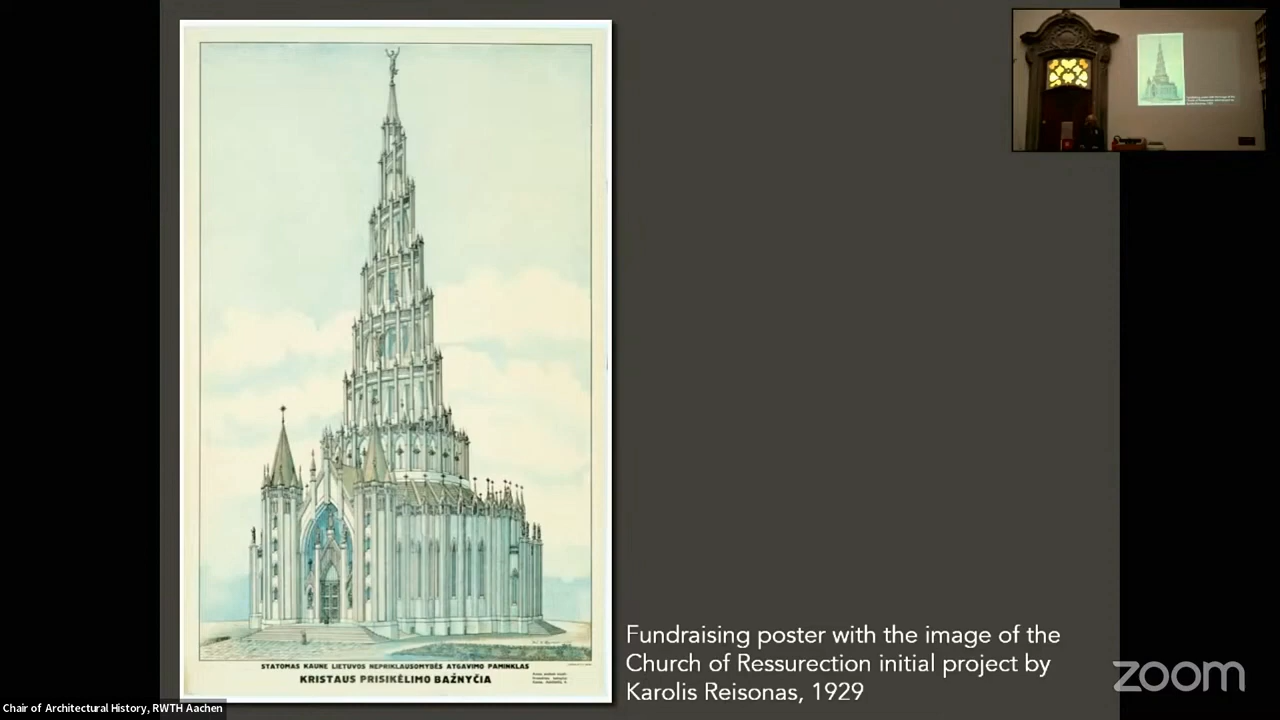 STATOMAS KAUNE LIETUVOS NEPRIKLAUSOMYBĖS ATGAVIMO PAMINKLAS
KRISTAUS PRISIKĖLIMO BAŽNYČIA
Fundraising poster with the image of the
Church of Ressurection initial project by
Karolis Reisonas, 1929
zoom
Chair of Architectural History, RWTH Aachen